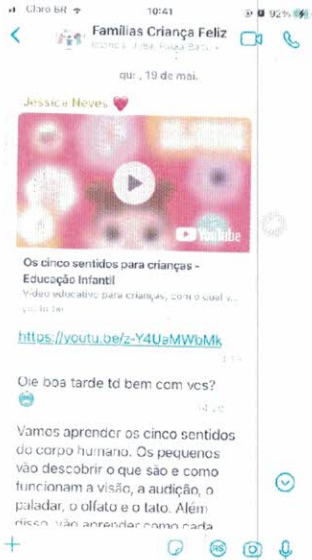 Claro BR
10:41
92%
Famílias Criança Feliz
qui., 19 de mai.
Jessica Neves
YouTube
Os cinco sentidos para crianças -
Educação Infantil
Vídeo educativo para crianças, com o qual v...
https://youtu.be/z-Y4UaMWbMk
Oie boa tarde td bem com vcs?
Vamos aprender os cinco sentidos
do corpo humano. Os pequenos
vão descobrir o que são e como
funcionam a visão, a audição, o
paladar, o olfato e o tato. Além
disso, vão aprender como cada